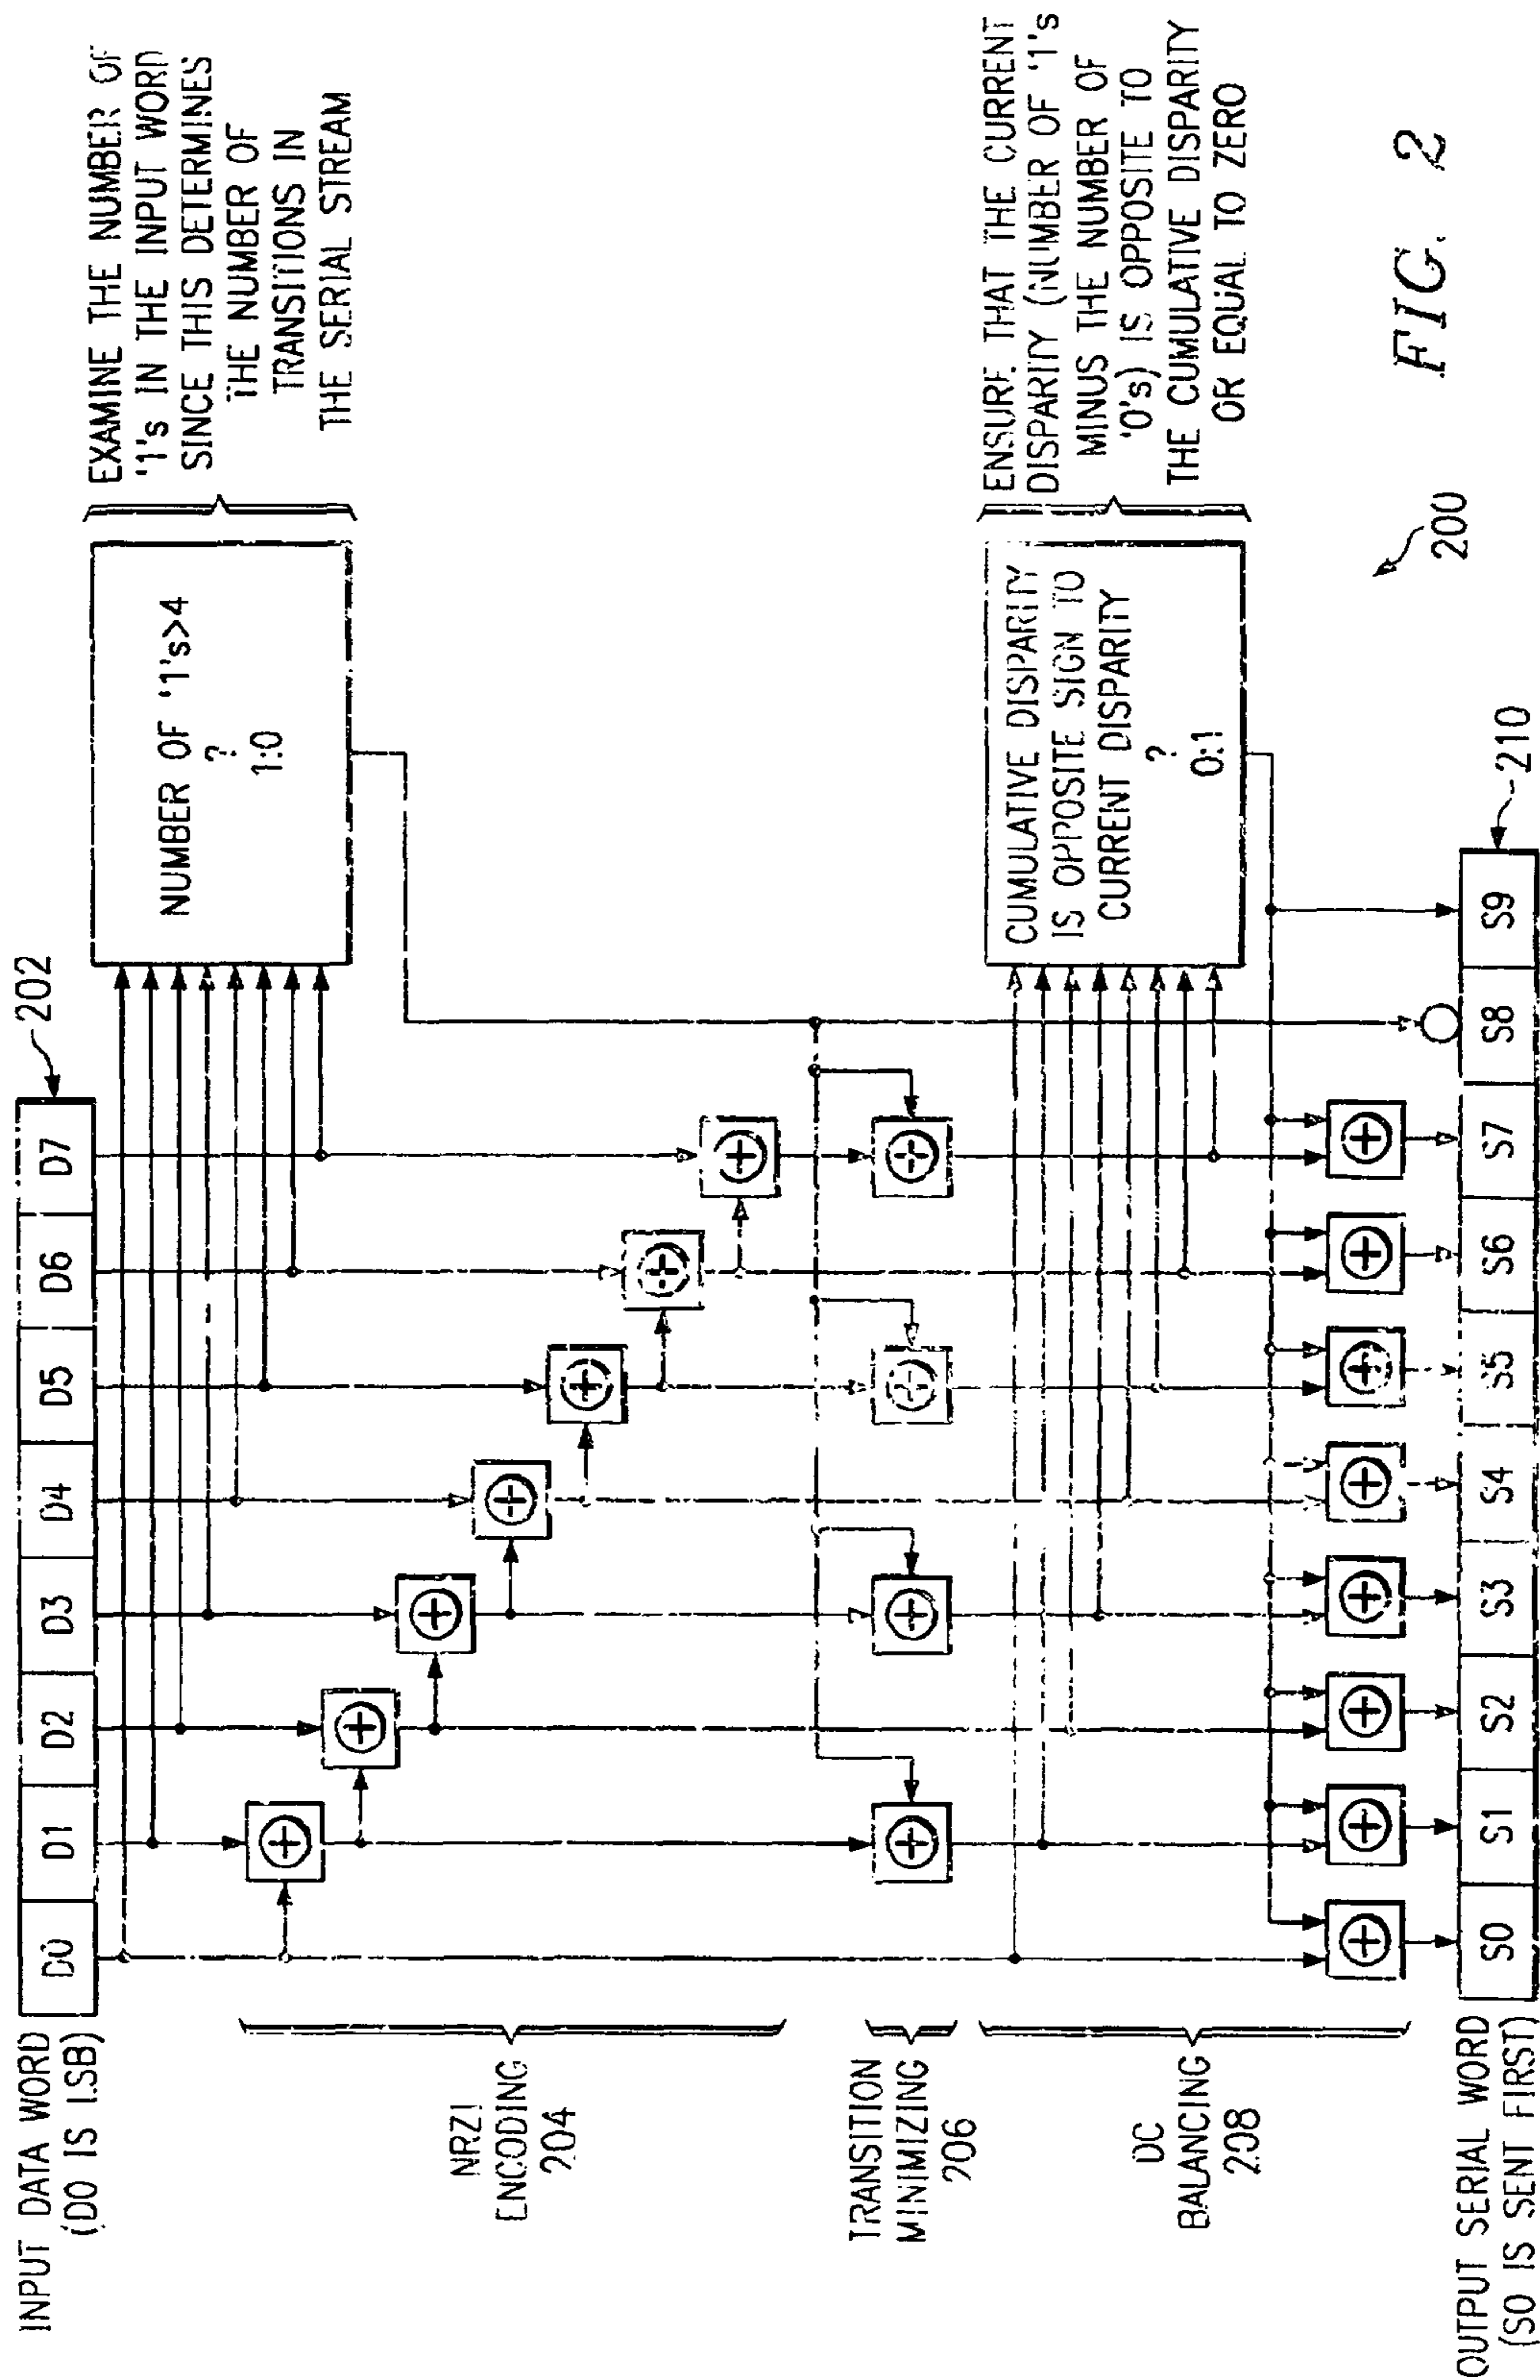 INPUT DATA WORD
(D0 IS LSB)
D0 D1 D2 D3 D4 D5 D6 D7
202
EXAMINE THE NUMBER OF
'1's IN THE INPUT WORD
SINCE THIS DETERMINES
THE NUMBER OF
TRANSITIONS IN
THE SERIAL STREAM
NUMBER OF '1's>4
?
1:0
NRZI
ENCODING
204
TRANSITION
MINIMIZING
206
DC
BALANCING
208
CUMULATIVE DISPARITY
IS OPPOSITE SIGN TO
CURRENT DISPARITY
?
0:1
ENSURE THAT THE CURRENT
DISPARITY (NUMBER OF '1's
MINUS THE NUMBER OF
'0's) IS OPPOSITE TO
THE CUMULATIVE DISPARITY
OR EQUAL TO ZERO
OUTPUT SERIAL WORD
(S0 IS SENT FIRST)
S0 S1 S2 S3 S4 S5 S6 S7 S8 S9
210
200
FIG. 2